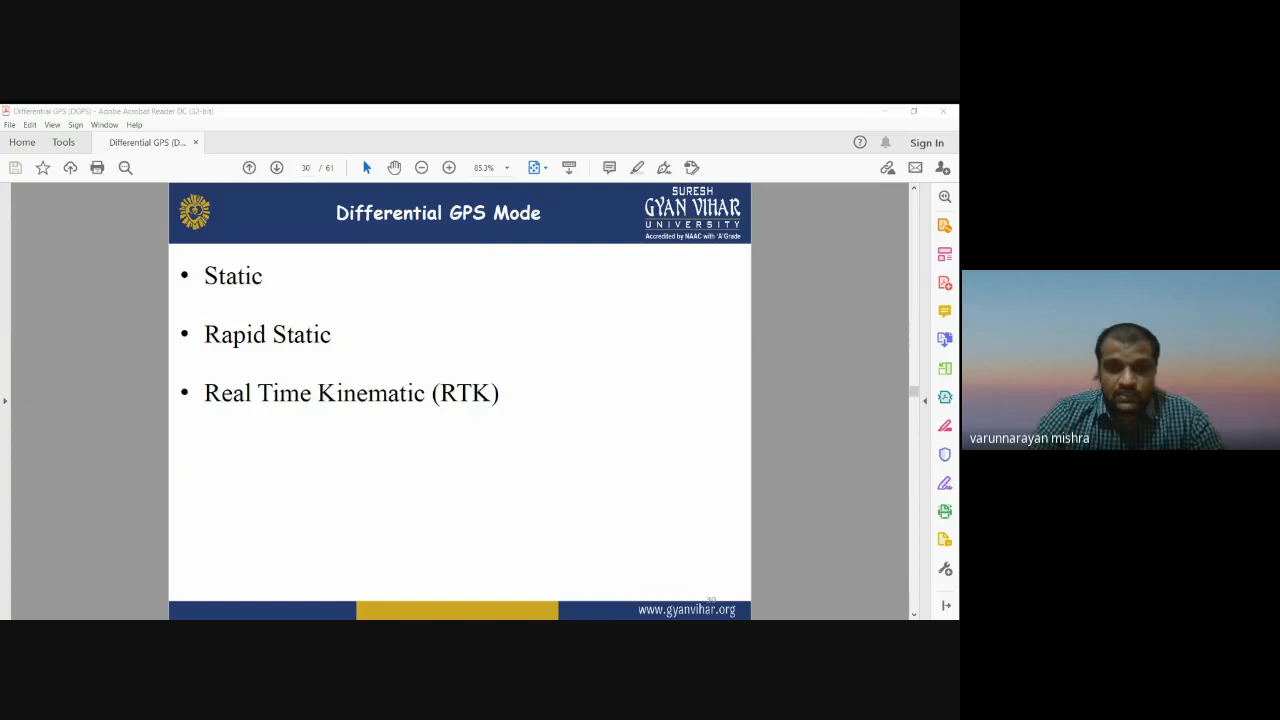 Differential GPS (DGPS) - Adobe Acrobat Reader DC (32-bit)
File Edit View Sign Window Help
Home Tools Differential GPS (D... × Sign In
30 / 61 85.3%
Differential GPS Mode
SURESH
GYAN VIHAR
UNIVERSITY
Accredited by NAAC with 'A' Grade
• Static
• Rapid Static
• Real Time Kinematic (RTK)
30
www.gyanvihar.org
varunnarayan mishra